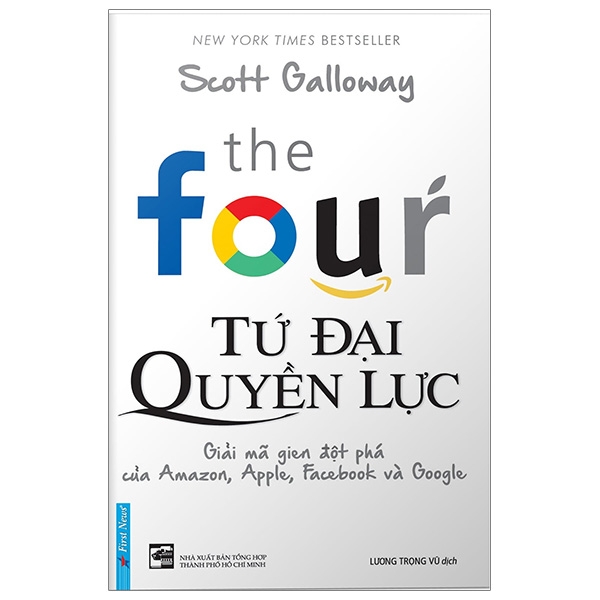 NEW YORK TIMES BESTSELLER
Scott Galloway
the
four
TỨ ĐẠI
QUYỀN LỰC
Giải mã gien đột phá
của Amazon, Apple, Facebook và Google
First News
NHÀ XUẤT BẢN TỔNG HỢP
THÀNH PHỐ HỒ CHÍ MINH
LƯƠNG TRỌNG VŨ dịch